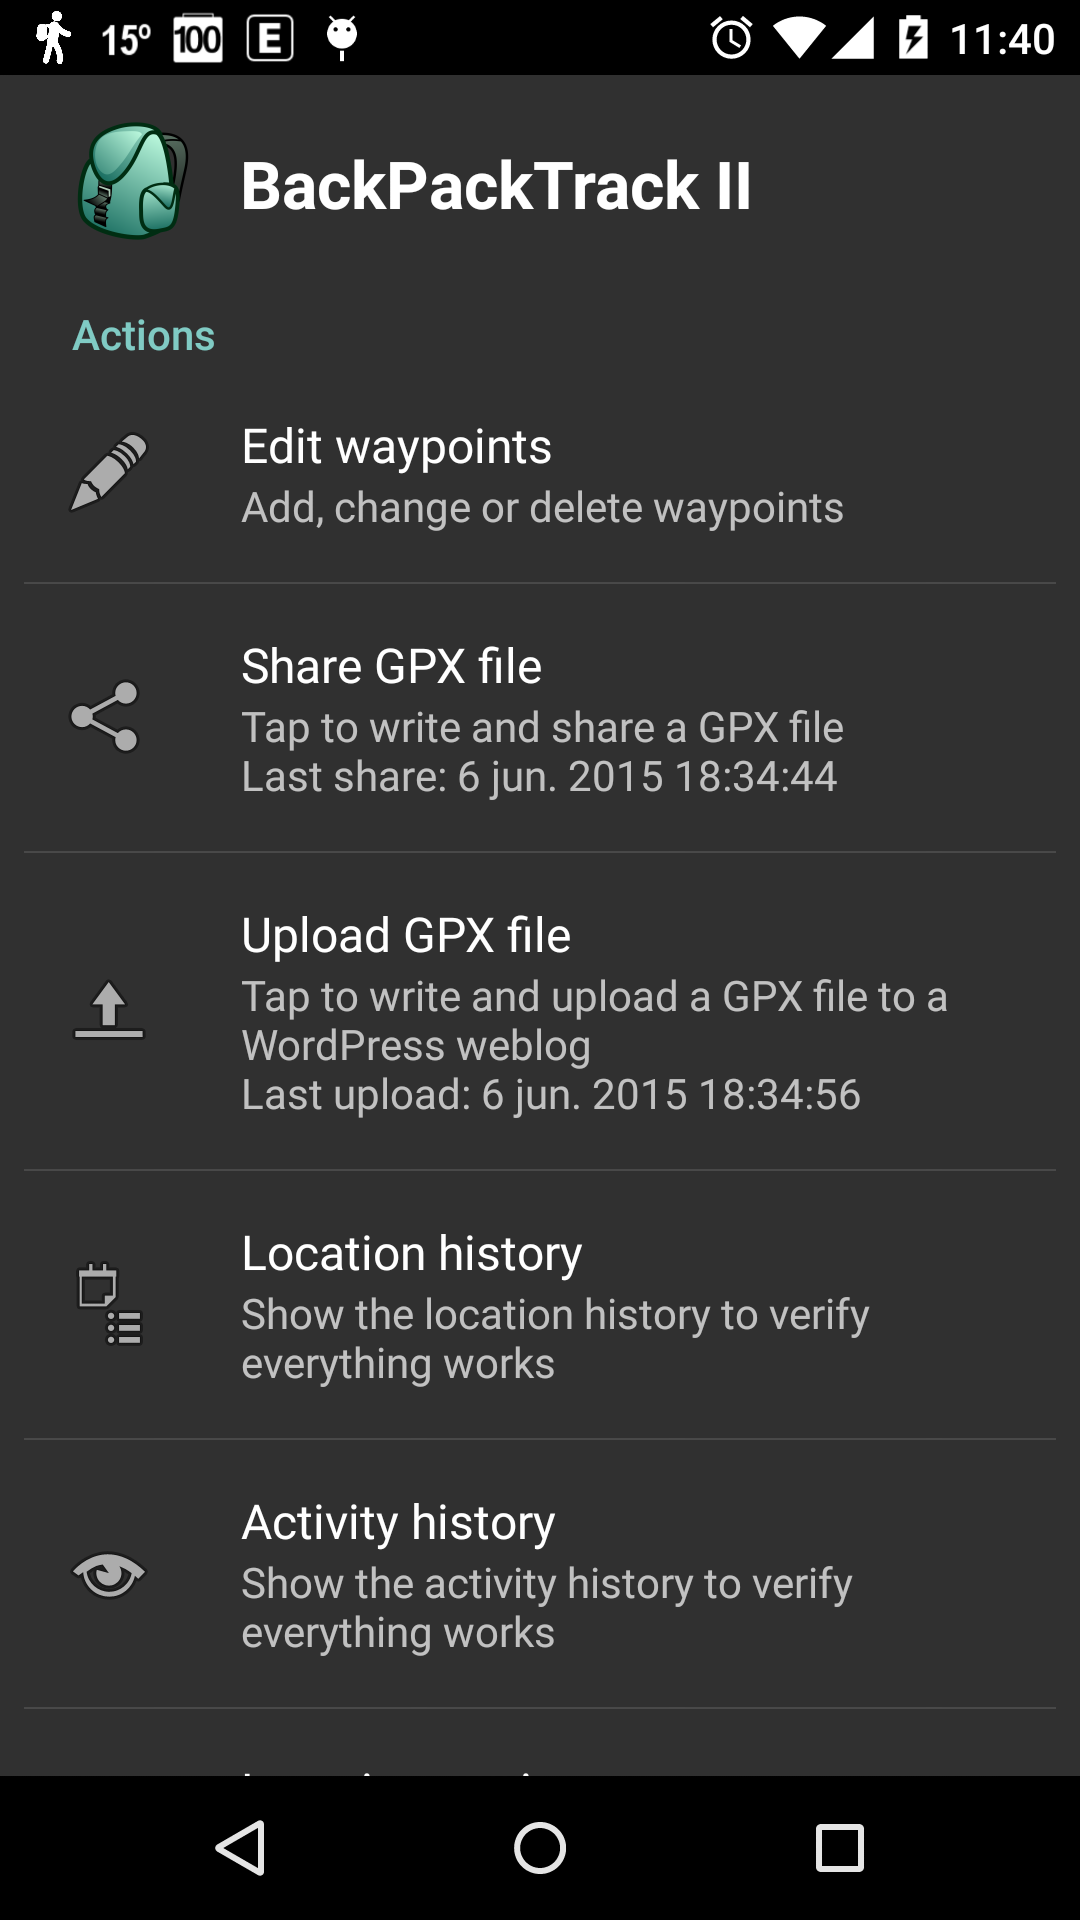 15º 100 E 11:40
BackPackTrack II
Actions
Edit waypoints
Add, change or delete waypoints
Share GPX file
Tap to write and share a GPX file
Last share: 6 jun. 2015 18:34:44
Upload GPX file
Tap to write and upload a GPX file to a
WordPress weblog
Last upload: 6 jun. 2015 18:34:56
Location history
Show the location history to verify
everything works
Activity history
Show the activity history to verify
everything works